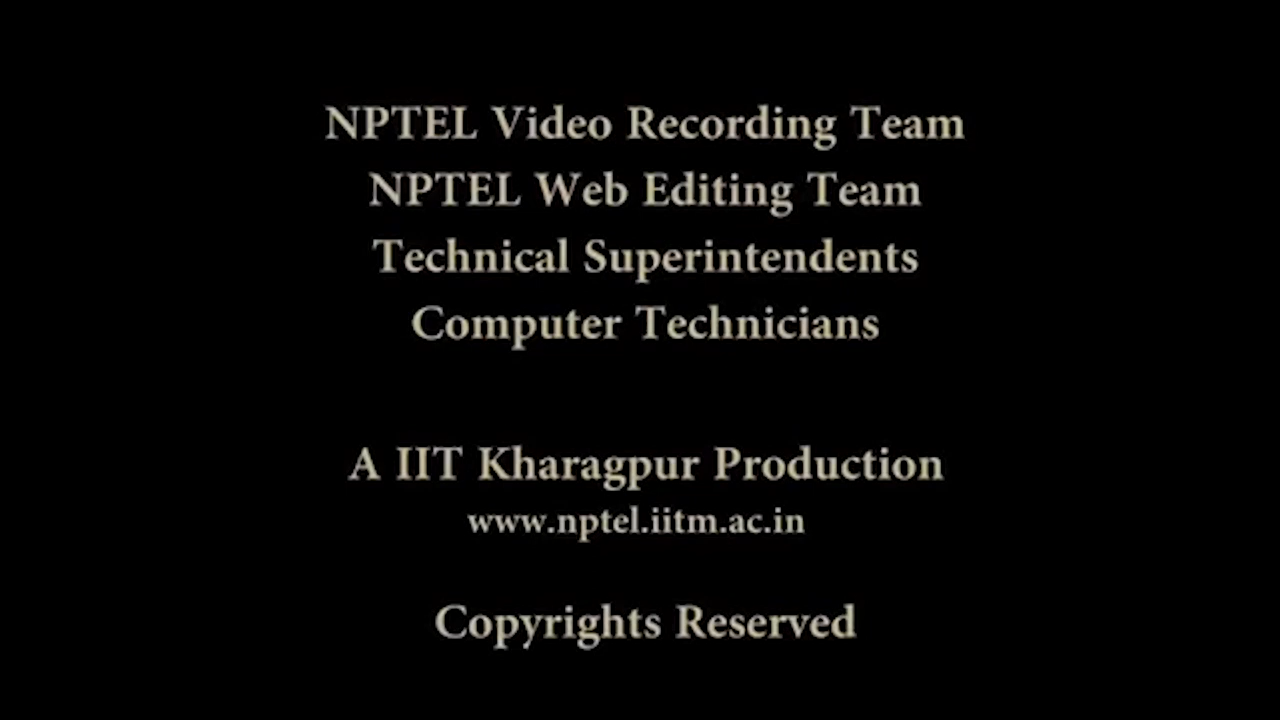 NPTEL Video Recording Team
NPTEL Web Editing Team
Technical Superintendents
Computer Technicians
A IIT Kharagpur Production
www.nptel.iitm.ac.in
Copyrights Reserved